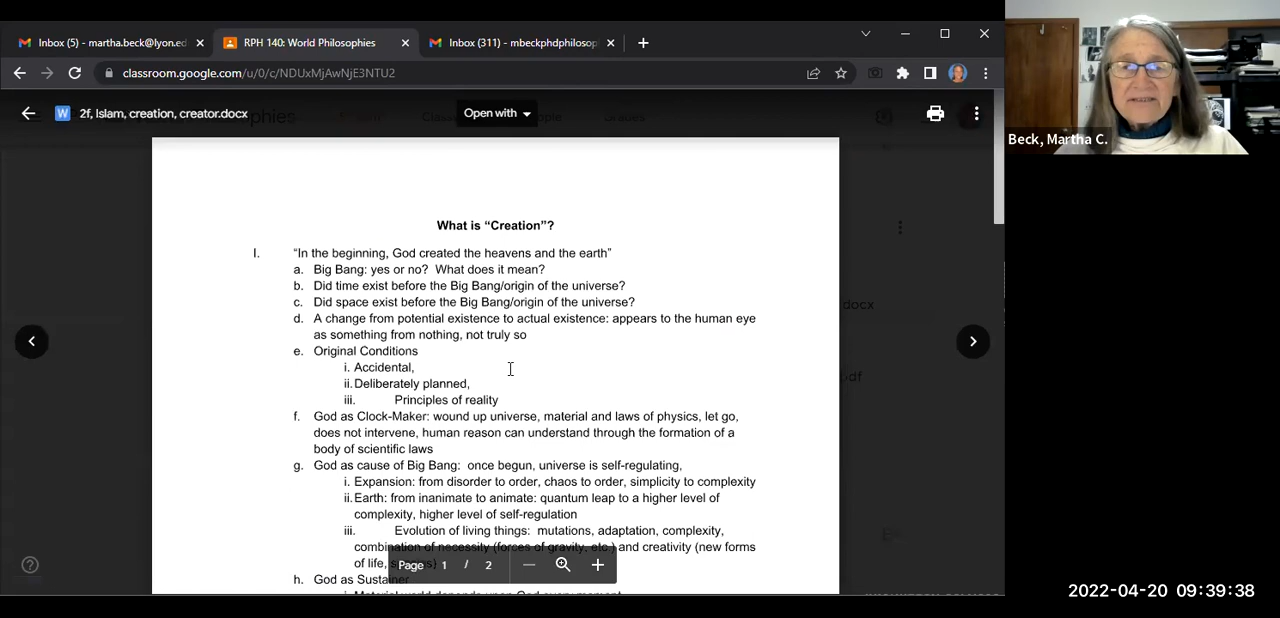 Inbox (5) - martha.beck@lyon.ed
RPH 140: World Philosophies
Inbox (311) - mbeckphdphilosop
classroom.google.com/u/0/c/NDUxMjAwNjE3NTU2
2f, Islam, creation, creator.docx
Open with
Beck, Martha C.
What is “Creation”?
I. “In the beginning, God created the heavens and the earth”
a. Big Bang: yes or no? What does it mean?
b. Did time exist before the Big Bang/origin of the universe?
c. Did space exist before the Big Bang/origin of the universe?
d. A change from potential existence to actual existence: appears to the human eye
as something from nothing, not truly so
e. Original Conditions
i. Accidental,
ii. Deliberately planned,
iii. Principles of reality
f. God as Clock-Maker: wound up universe, material and laws of physics, let go,
does not intervene, human reason can understand through the formation of a
body of scientific laws
g. God as cause of Big Bang: once begun, universe is self-regulating,
i. Expansion: from disorder to order, chaos to order, simplicity to complexity
ii. Earth: from inanimate to animate: quantum leap to a higher level of
complexity, higher level of self-regulation
iii. Evolution of living things: mutations, adaptation, complexity,
combination of necessity (forces of gravity, etc.) and creativity (new forms
of life,
h. God as Sustainer
Page 1 / 2
2022-04-20 09:39:38